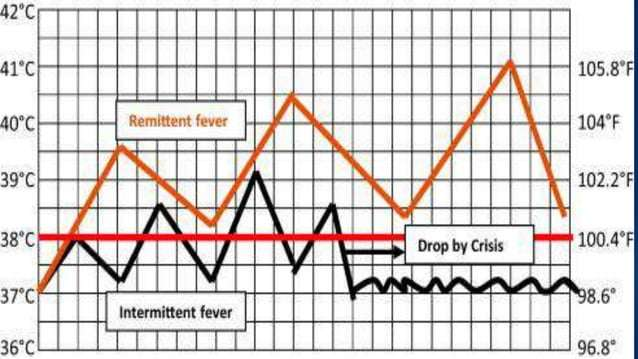 42°C
41°C
105.8°F
Remittent fever
40°C
104°F
39°C
102.2°F
38°C
100.4°F
Drop by Crisis
37°C
98.6°
Intermittent fever
36°C
96.8°